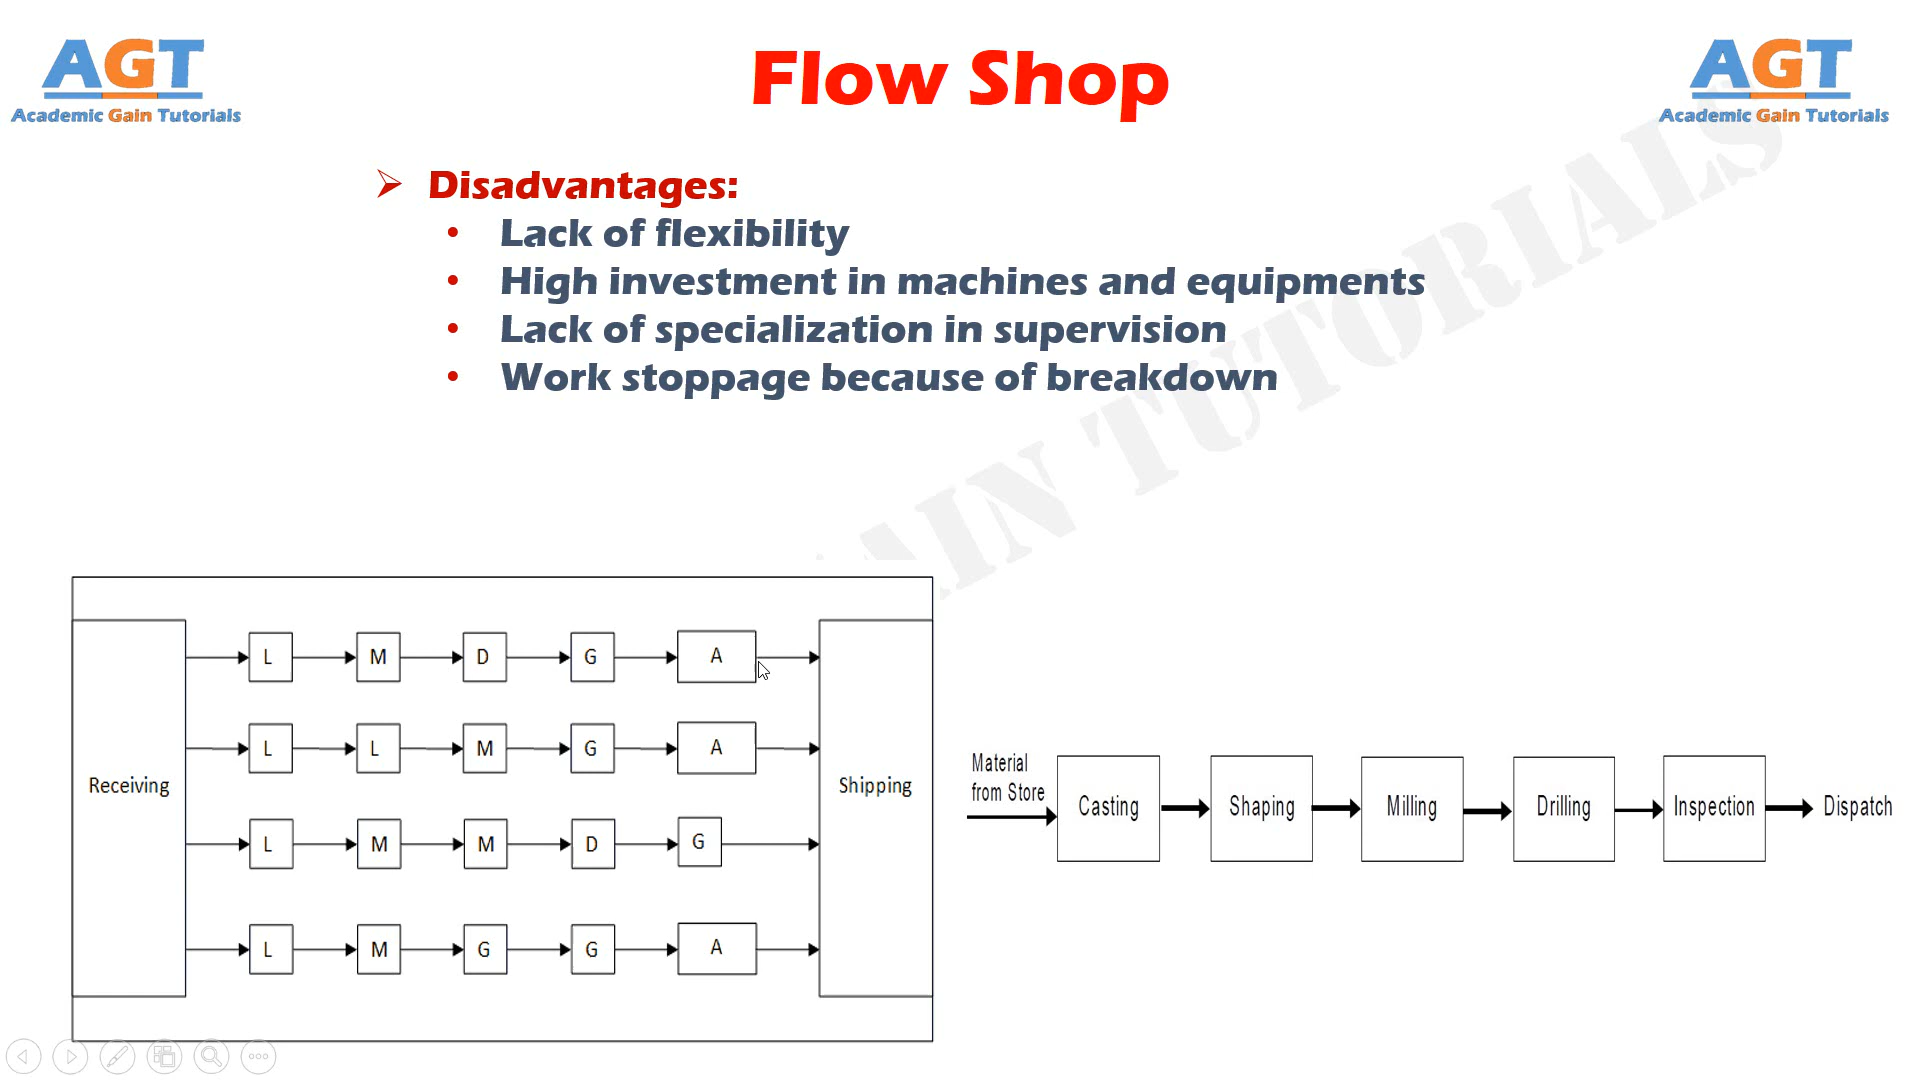 AGT
Academic Gain Tutorials
Flow Shop
AGT
Academic Gain Tutorials
Disadvantages:
Lack of flexibility
High investment in machines and equipments
Lack of specialization in supervision
Work stoppage because of breakdown
AIN TUTORIALS
Receiving
L M D G A
L L M G A
L M M D G
L M G G A
Shipping
Material
from Store
Casting Shaping Milling Drilling Inspection Dispatch